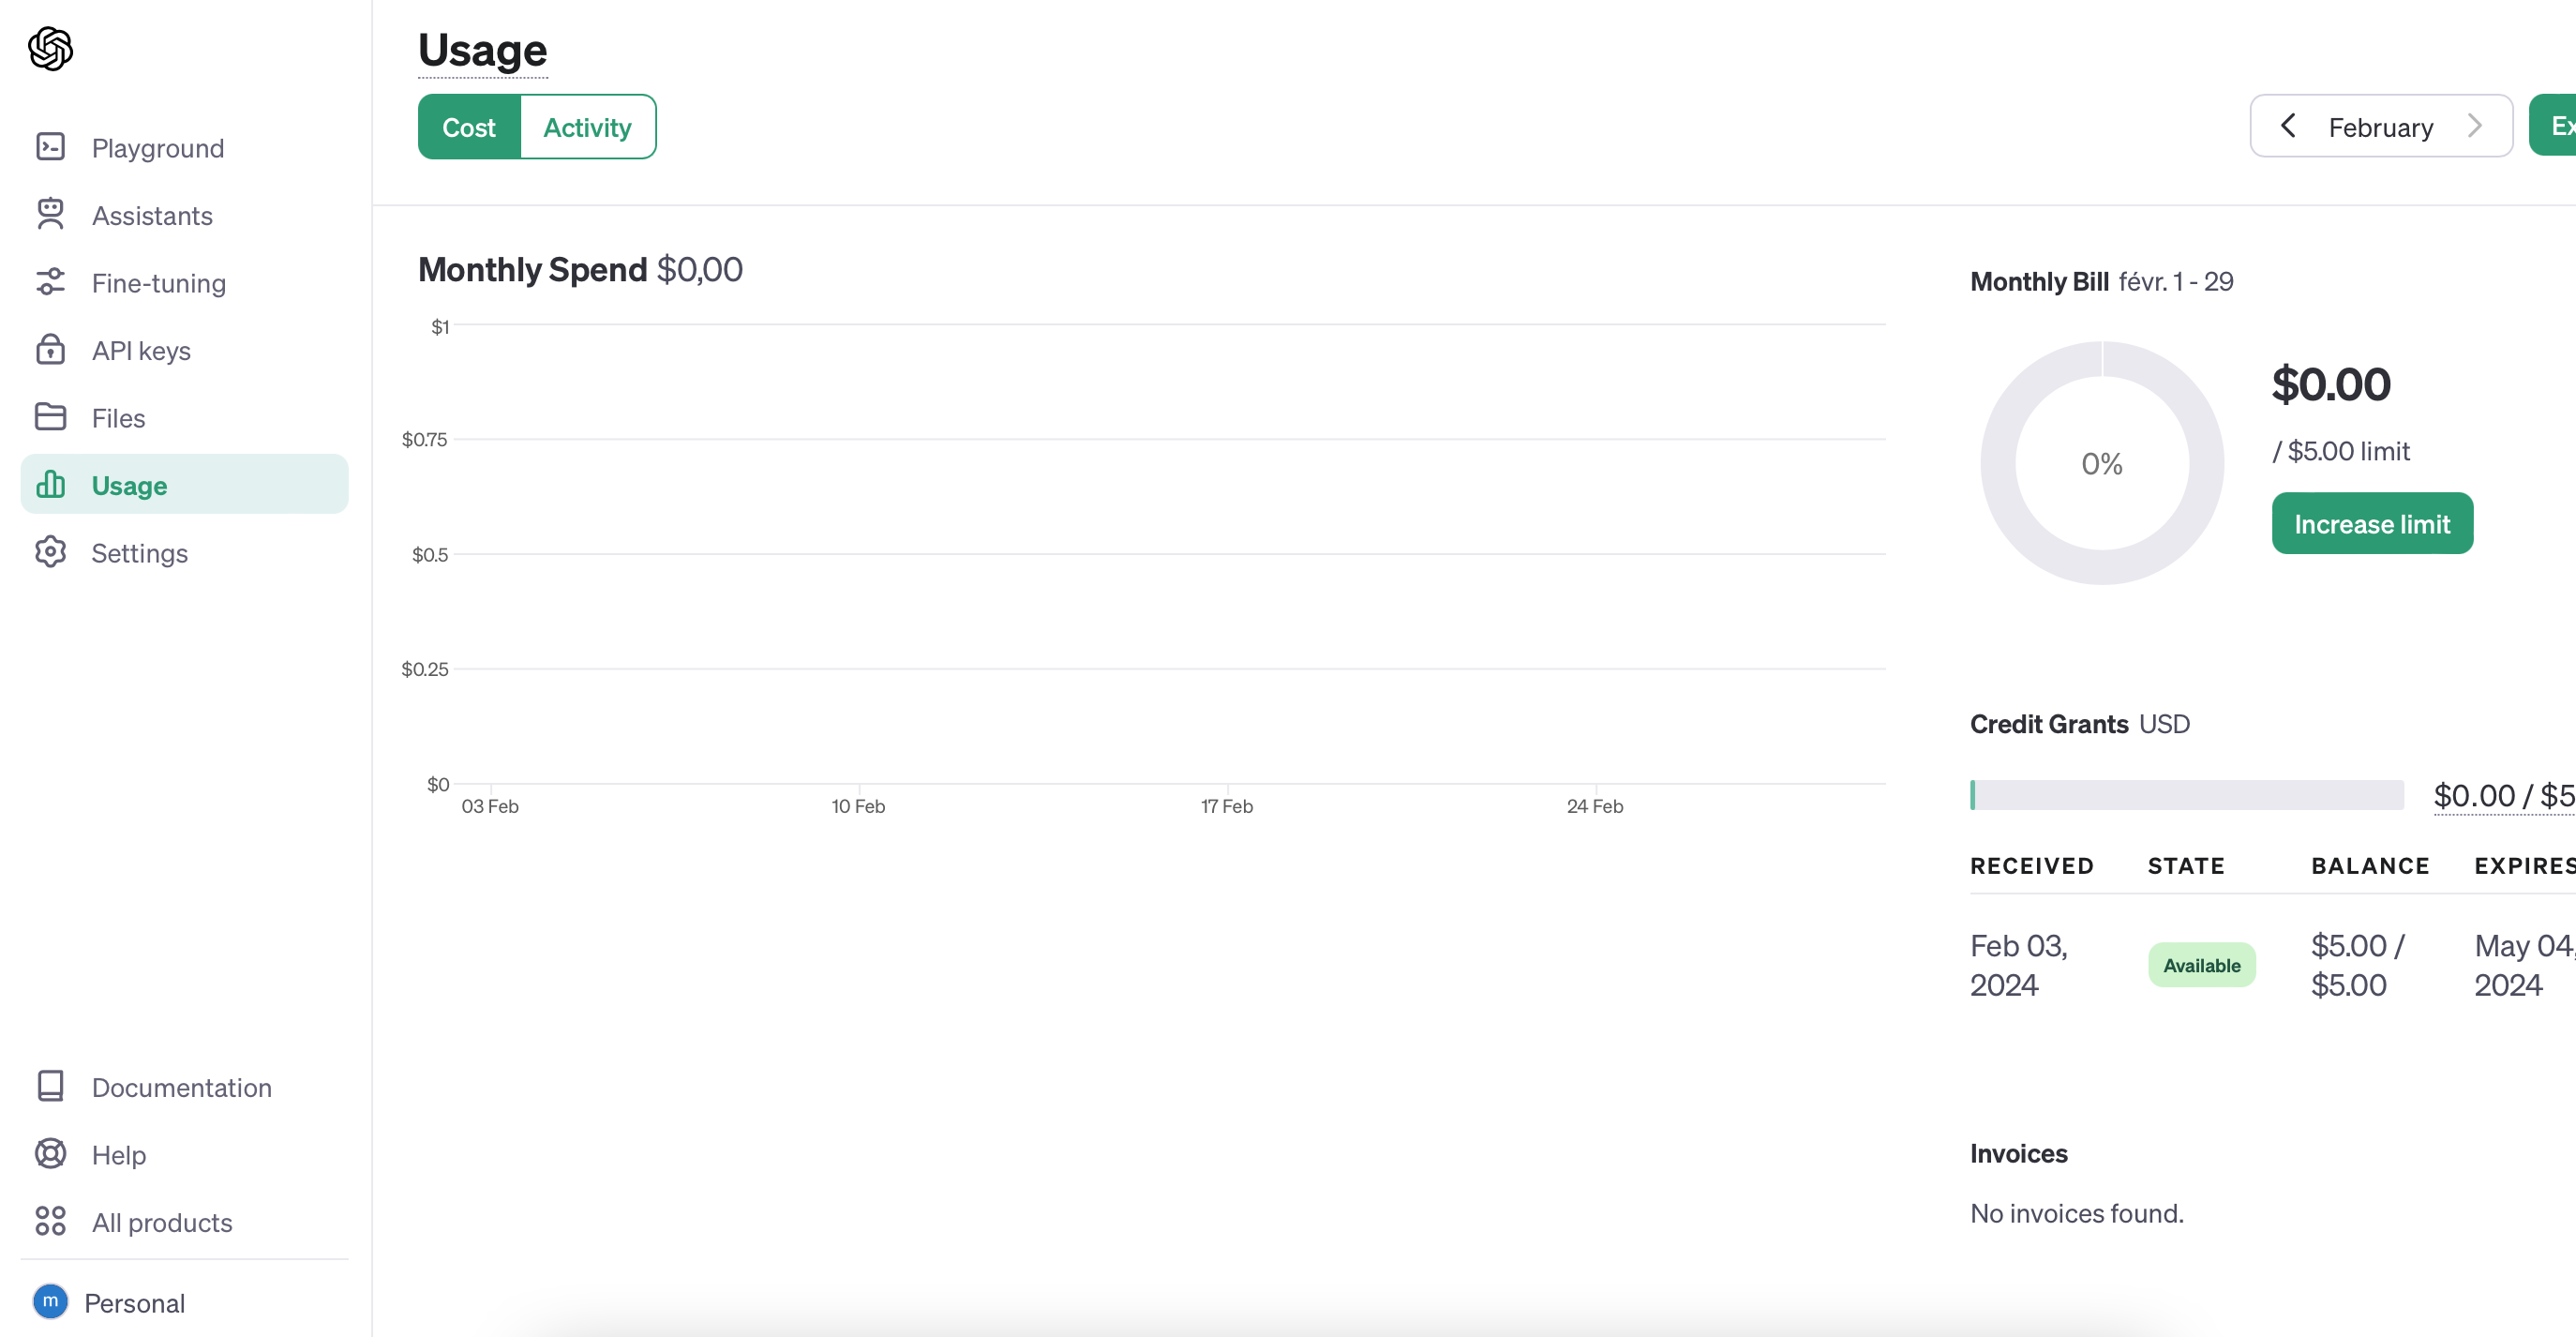 Usage
Cost
Activity
February
Playground
Assistants
Fine-tuning
API keys
Files
Usage
Settings
Monthly Spend $0,00
$1
$0.75
$0.5
$0.25
$0
03 Feb
10 Feb
17 Feb
24 Feb
Monthly Bill févr. 1 - 29
0%
$0.00
/ $5.00 limit
Increase limit
Credit Grants USD
$0.00 / $5
RECEIVED STATE BALANCE EXPIRES
Feb 03,
2024
Available
$5.00 /
$5.00
May 04,
2024
Invoices
No invoices found.
Documentation
Help
All products
m
Personal